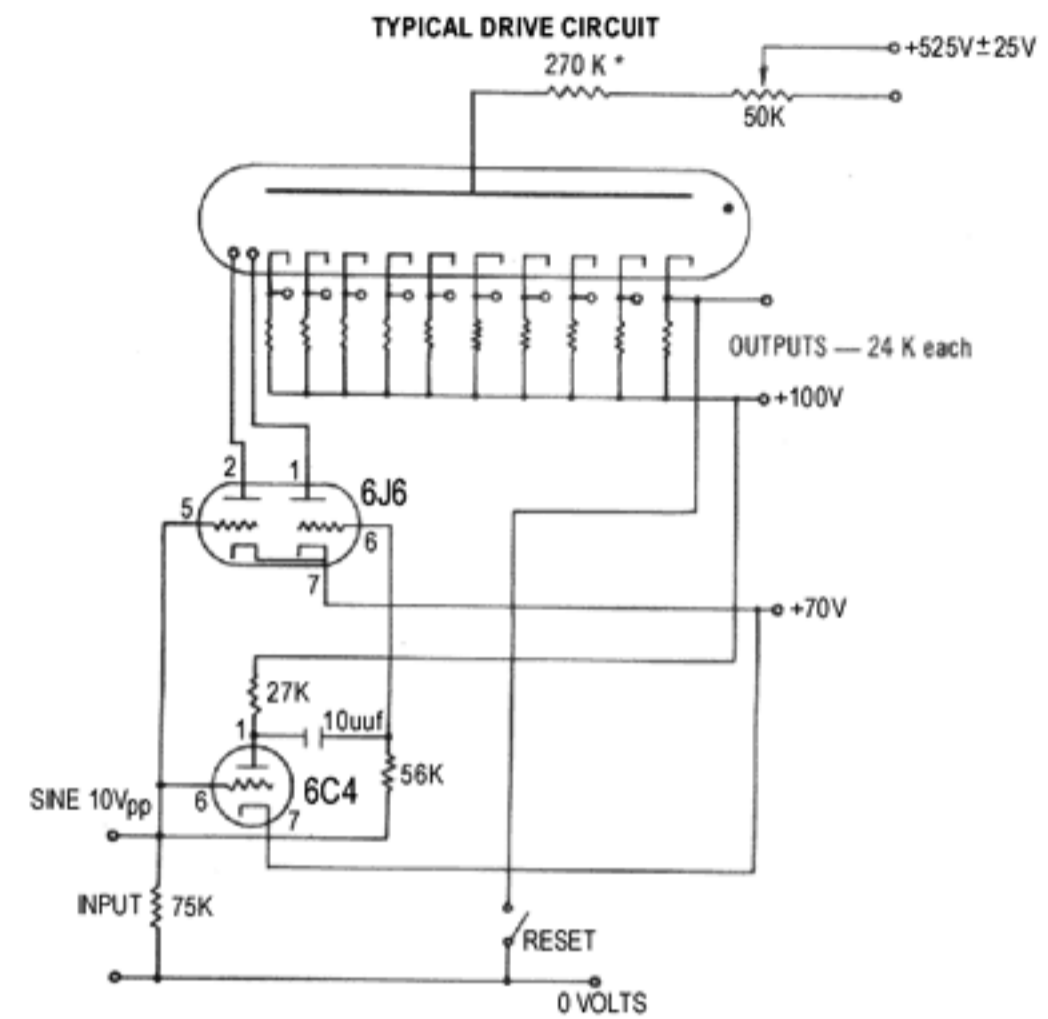 TYPICAL DRIVE CIRCUIT
+525V±25V
270 K *
50K
OUTPUTS — 24 K each
+100V
2
1
6J6
5
6
7
+70V
27K
1
10uuf
56K
6C4
6
7
SINE 10Vpp
INPUT
75K
RESET
0 VOLTS